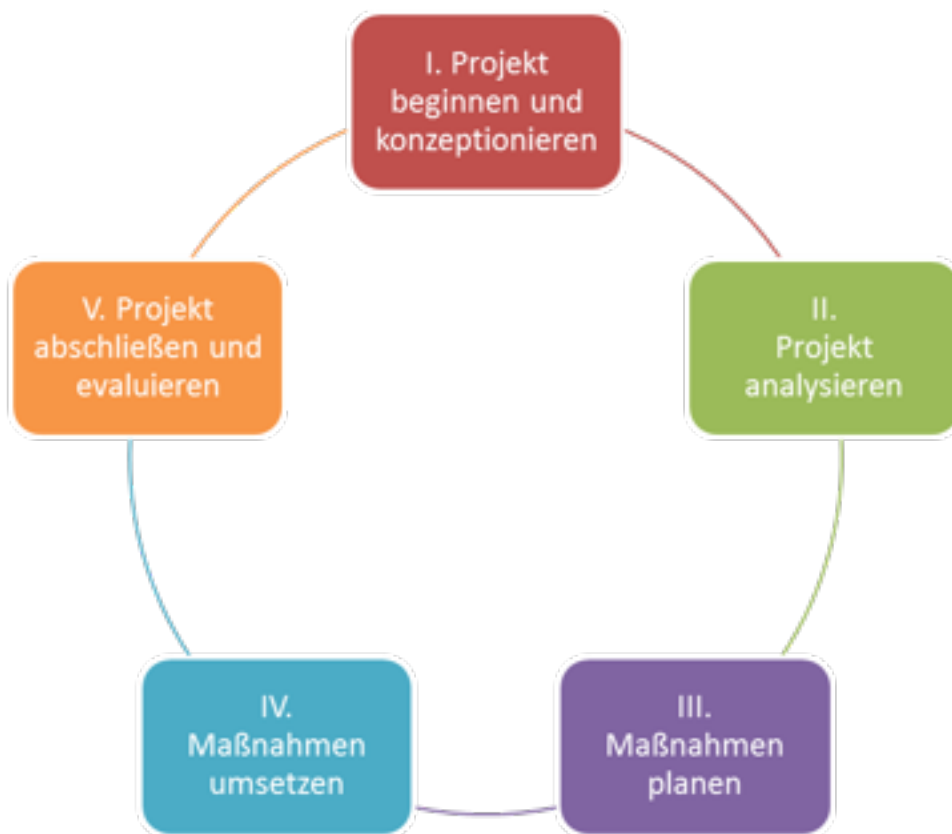 I. Projekt
beginnen und
konzeptionieren
II.
Projekt
analysieren
III.
Maßnahmen
planen
IV.
Maßnahmen
umsetzen
V. Projekt
abschließen und
evaluieren